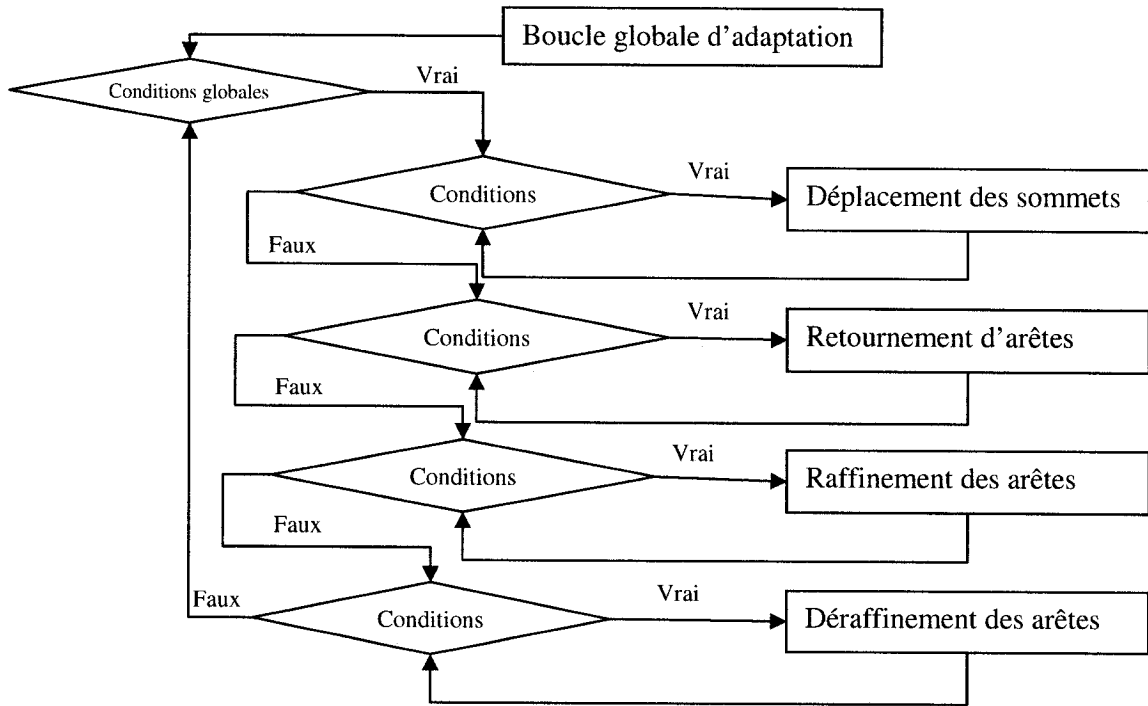 Boucle globale d'adaptation
Vrai
Conditions globales
Vrai
Conditions
Déplacement des sommets
Faux
Vrai
Conditions
Retournement d'arêtes
Faux
Vrai
Conditions
Raffinement des arêtes
Faux
Vrai
Faux
Conditions
Déraffinement des arêtes